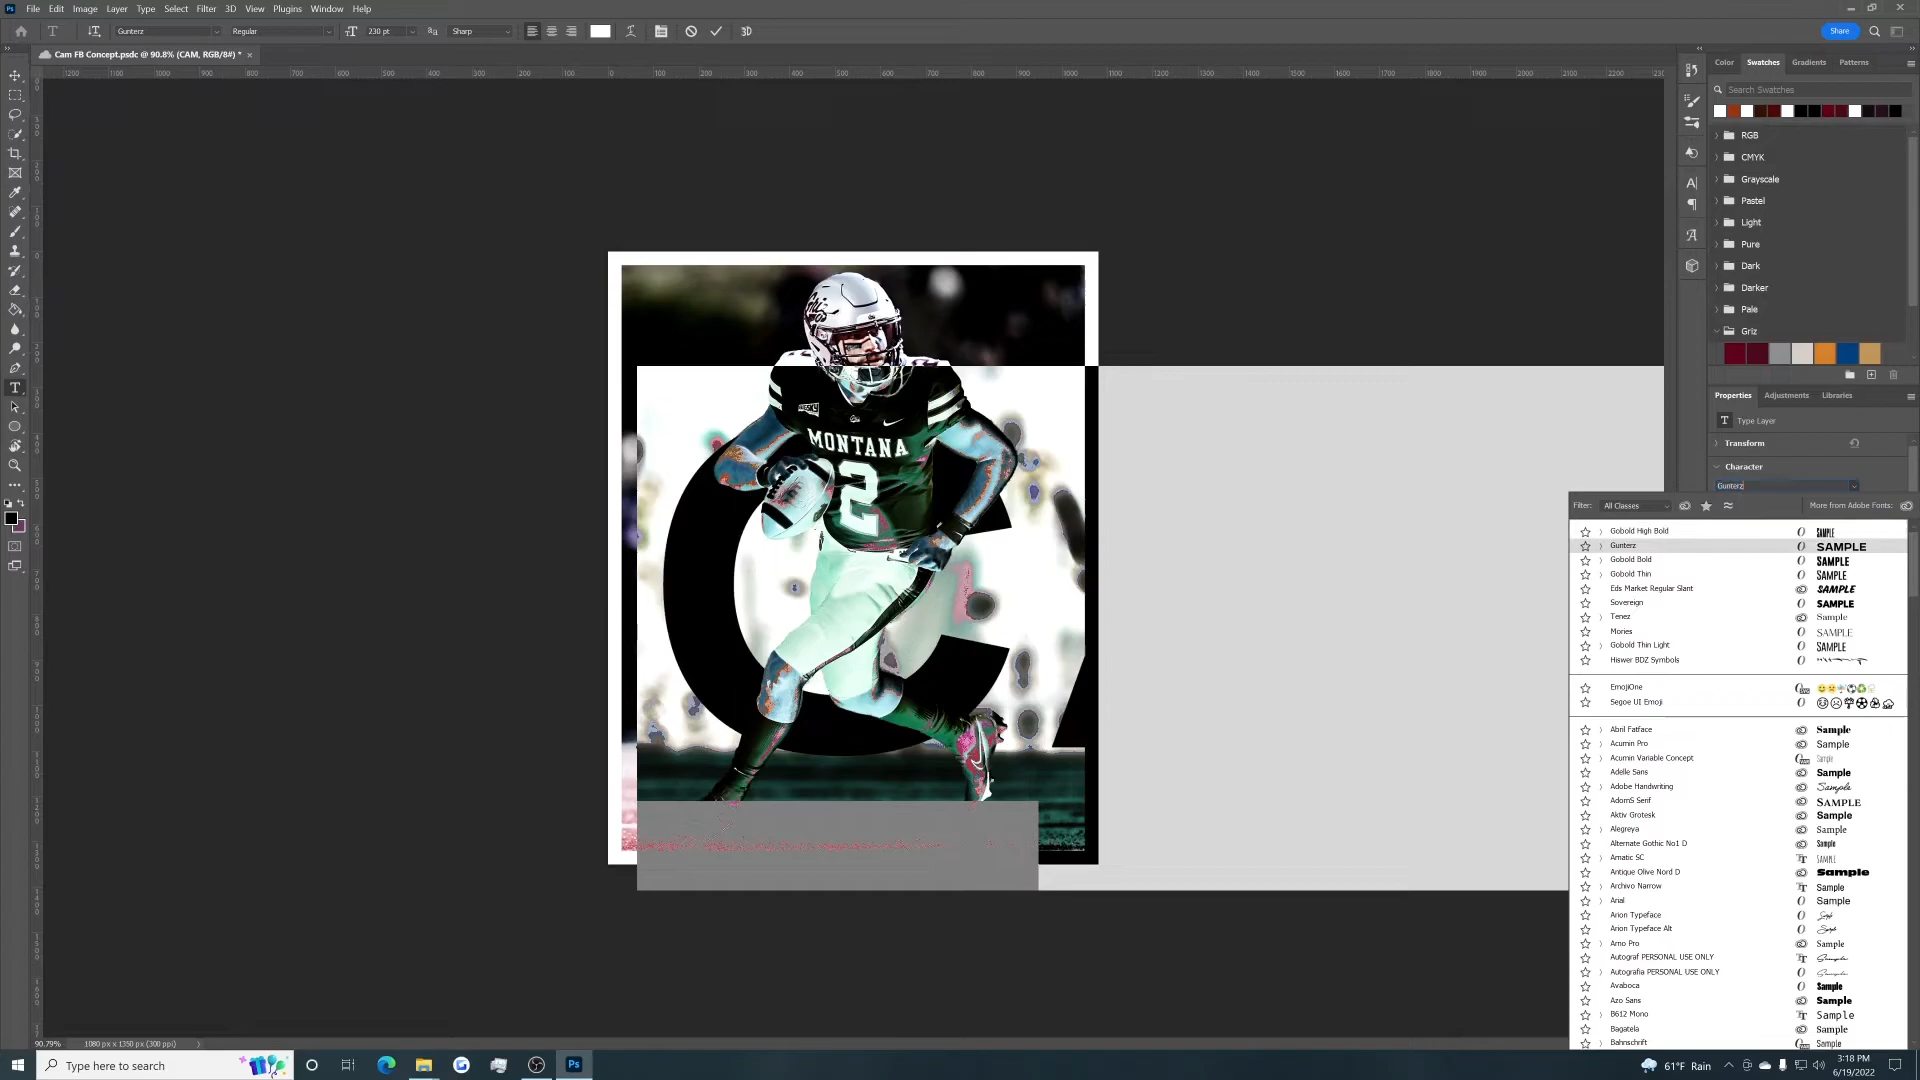 File Edit Image Layer Type Select Filter 3D View Plugins Window Help
Gunterz Regular 230 pt Sharp Share
Cam FB Concept.psdc @ 90.8% (CAM, RGB/8#) *
Color Swatches Gradients Patterns
Search Swatches
RGB
CMYK
Grayscale
Pastel
Light
Pure
Dark
Darker
Pale
Griz
Properties Adjustments Libraries
Type Layer
Transform
Character
Gunterz
Filter: All Classes More from Adobe Fonts:
Gobold High Bold SAMPLE
Gunterz SAMPLE
Gobold Bold SAMPLE
Gobold Thin SAMPLE
Eds Market Regular Slant SAMPLE
Sovereign SAMPLE
Tenez Sample
Mories SAMPLE
Gobold Thin Light SAMPLE
Hiswer BDZ Symbols
EmojiOne
Segoe UI Emoji
Abril Fatface Sample
Acumin Pro Sample
Acumin Variable Concept Sample
Adelle Sans Sample
Adobe Handwriting Sample
AdornS Serif SAMPLE
Aktiv Grotesk Sample
Alegreya Sample
Alternate Gothic No1 D Sample
Amatic SC SAMPLE
Antique Olive Nord D Sample
Archivo Narrow Sample
Arial Sample
Arion Typeface
Arion Typeface Alt
Arno Pro Sample
Autograf PERSONAL USE ONLY Sample
Autografia PERSONAL USE ONLY Sample
Avaboca Sample
Azo Sans Sample
B612 Mono Sample
Bagatela Sample
Bahnschrift Sample
MONTANA
2
C
90.79% 1080 px x 1350 px (300 ppi)
Type here to search
Ps
61°F Rain
3:18 PM
6/19/2022